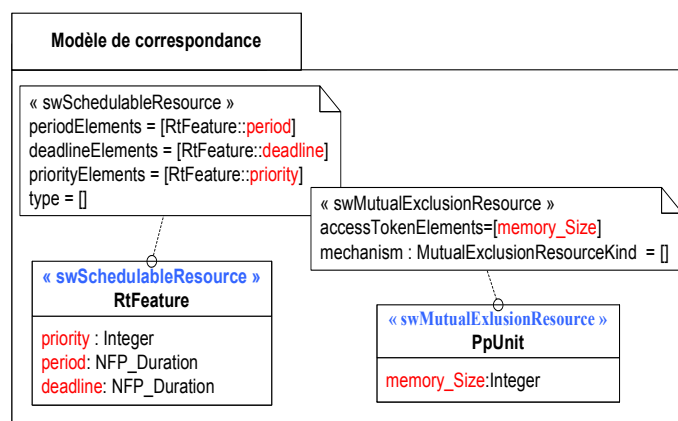 Modèle de correspondance
« swSchedulableResource »
periodElements = [RtFeature::period]
deadlineElements = [RtFeature::deadline]
priorityElements = [RtFeature::priority]
type = []
« swMutualExclusionResource »
accessTokenElements=[memory_Size]
mechanism : MutualExclusionResourceKind = []
« swSchedulableResource »
RtFeature
priority : Integer
period: NFP_Duration
deadline: NFP_Duration
« swMutualExlusionResource »
PpUnit
memory_Size:Integer